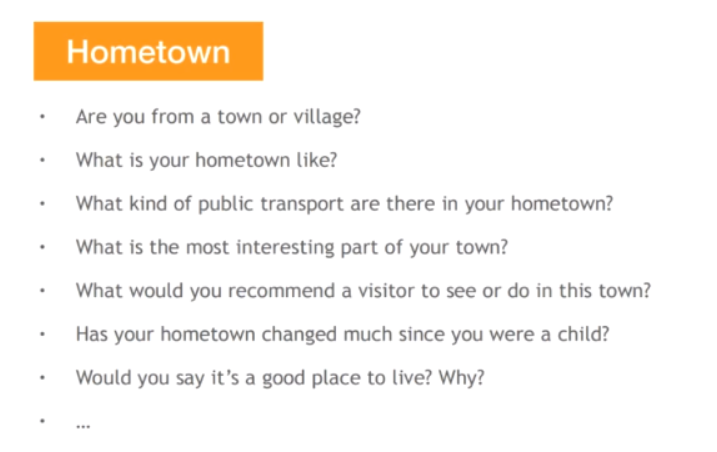 Hometown
• Are you from a town or village?
• What is your hometown like?
• What kind of public transport are there in your hometown?
• What is the most interesting part of your town?
• What would you recommend a visitor to see or do in this town?
• Has your hometown changed much since you were a child?
• Would you say it's a good place to live? Why?
• ...